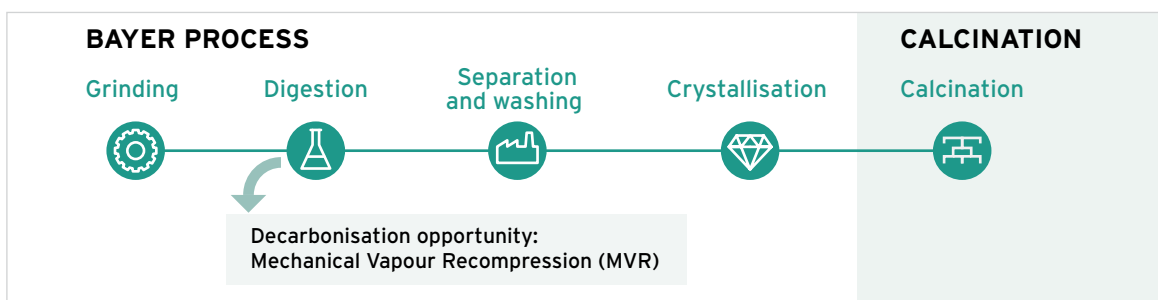 BAYER PROCESS
CALCINATION
Grinding
Digestion
Separation
and washing
Crystallisation
Calcination
Decarbonisation opportunity:
Mechanical Vapour Recompression (MVR)